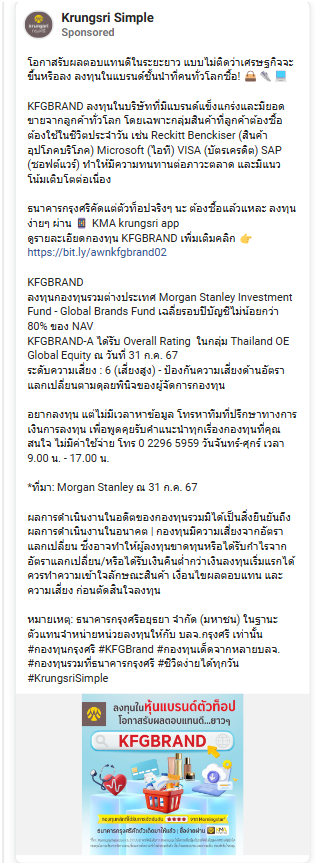 Krungsri Simple
Sponsored
krungsri
กรุงศรี
โอกาสรับผลตอบแทนดีในระยะยาว แบบไม่ติดว่าเศรษฐกิจจะ
ขึ้นหรือลง ลงทุนในแบรนด์ชั้นนำที่คนทั่วโลกซื้อ! 👜 💄 💻
KFGBRAND ลงทุนในบริษัทที่มีแบรนด์แข็งแกร่งและมียอด
ขายจากลูกค้าทั่วโลก โดยเฉพาะกลุ่มสินค้าที่ลูกค้าต้องซื้อ
ต้องใช้ในชีวิตประจำวัน เช่น Reckitt Benckiser (สินค้า
อุปโภคบริโภค) Microsoft (ไอที) VISA (บัตรเครดิต) SAP
(ซอฟต์แวร์) ทำให้มีความทนทานต่อภาวะตลาด และมีแนว
โน้มเติบโตต่อเนื่อง
ธนาคารกรุงศรีคัดแต่ตัวท็อปจริงๆ นะ ต้องซื้อแล้วแหละ ลงทุน
ง่ายๆ ผ่าน 📱 KMA krungsri app
ดูรายละเอียดกองทุน KFGBRAND เพิ่มเติมคลิก 👉
https://bit.ly/awnkfgbrand02
KFGBRAND
ลงทุนกองทุนรวมต่างประเทศ Morgan Stanley Investment
Fund - Global Brands Fund เฉลี่ยรอบปีบัญชีไม่น้อยกว่า
80% ของ NAV
KFGBRAND-A ได้รับ Overall Rating ในกลุ่ม Thailand OE
Global Equity ณ วันที่ 31 ก.ค. 67
ระดับความเสี่ยง : 6 (เสี่ยงสูง) - ป้องกันความเสี่ยงด้านอัตรา
แลกเปลี่ยนตามดุลยพินิจของผู้จัดการกองทุน
อยากลงทุน แต่ไม่มีเวลาหาข้อมูล โทรหาทีมที่ปรึกษาทางการ
เงินการลงทุน เพื่อพูดคุยรับคำแนะนำทุกเรื่องกองทุนที่คุณ
สนใจ ไม่มีค่าใช้จ่าย โทร 0 2296 5959 วันจันทร์-ศุกร์ เวลา
9.00 น. - 17.00 น.
*ที่มา: Morgan Stanley ณ 31 ก.ค. 67
ผลการดำเนินงานในอดีตของกองทุนรวมมิได้เป็นสิ่งยืนยันถึง
ผลการดำเนินงานในอนาคต | กองทุนมีความเสี่ยงจากอัตรา
แลกเปลี่ยน ซึ่งอาจทำให้ผู้ลงทุนขาดทุนหรือได้รับกำไรจาก
อัตราแลกเปลี่ยน/หรือได้รับเงินคืนต่ำกว่าเงินลงทุนเริ่มแรกได้
ควรทำความเข้าใจลักษณะสินค้า เงื่อนไขผลตอบแทน และ
ความเสี่ยง ก่อนตัดสินใจลงทุน
หมายเหตุ: ธนาคารกรุงศรีอยุธยา จำกัด (มหาชน) ในฐานะ
ตัวแทนจำหน่ายหน่วยลงทุนให้กับ บลจ.กรุงศรี เท่านั้น
#กองทุนกรุงศรี #KFGBrand #กองทุนเด็ดจากหลายบลจ.
#กองทุนรวมที่ธนาคารกรุงศรี #ชีวิตง่ายได้ทุกวัน
#KrungsriSimple
ลงทุนในหุ้นแบรนด์ตัวท็อป
โอกาสรับผลตอบแทนดี...ยาวๆ
KFGBRAND